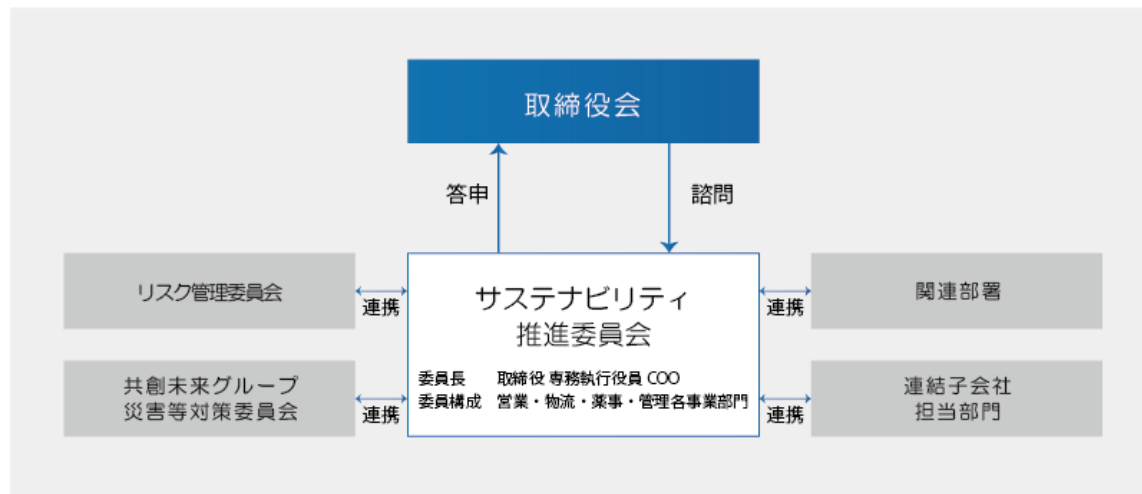 取締役会
答申
諮問
リスク管理委員会
連携
サステナビリティ
推進委員会
委員長 取締役 専務執行役員 COO
委員構成 営業・物流・薬事・管理各事業部門
連携
関連部署
共創未来グループ
災害等対策委員会
連携
連携
連結子会社
担当部門